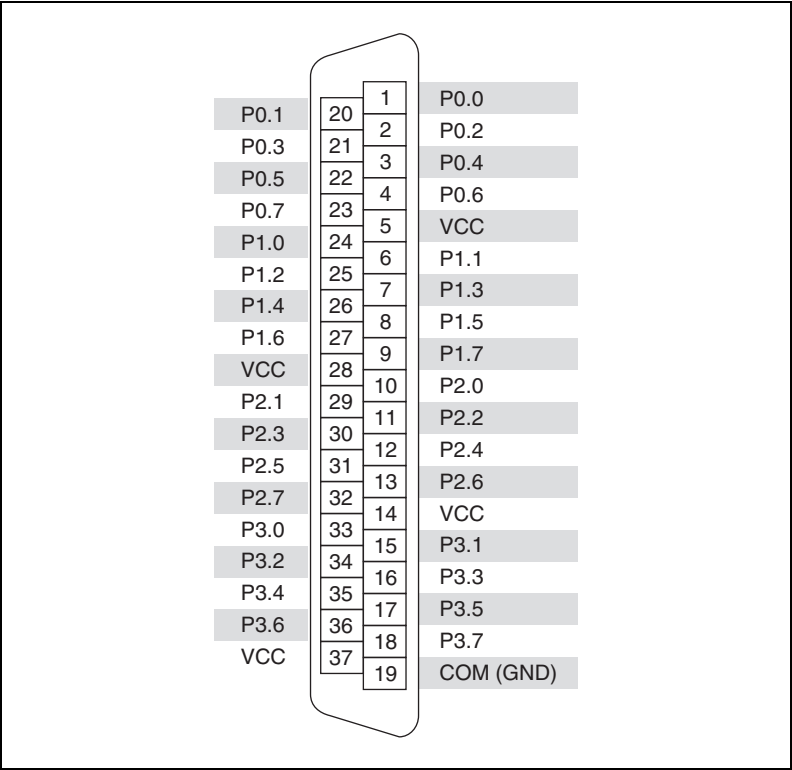 1 P0.0
P0.1 20
2 P0.2
P0.3 21
3 P0.4
P0.5 22
4 P0.6
P0.7 23
5 VCC
P1.0 24
6 P1.1
P1.2 25
7 P1.3
P1.4 26
8 P1.5
P1.6 27
9 P1.7
VCC 28
10 P2.0
P2.1 29
11 P2.2
P2.3 30
12 P2.4
P2.5 31
13 P2.6
P2.7 32
14 VCC
P3.0 33
15 P3.1
P3.2 34
16 P3.3
P3.4 35
17 P3.5
P3.6 36
18 P3.7
VCC 37
19 COM (GND)